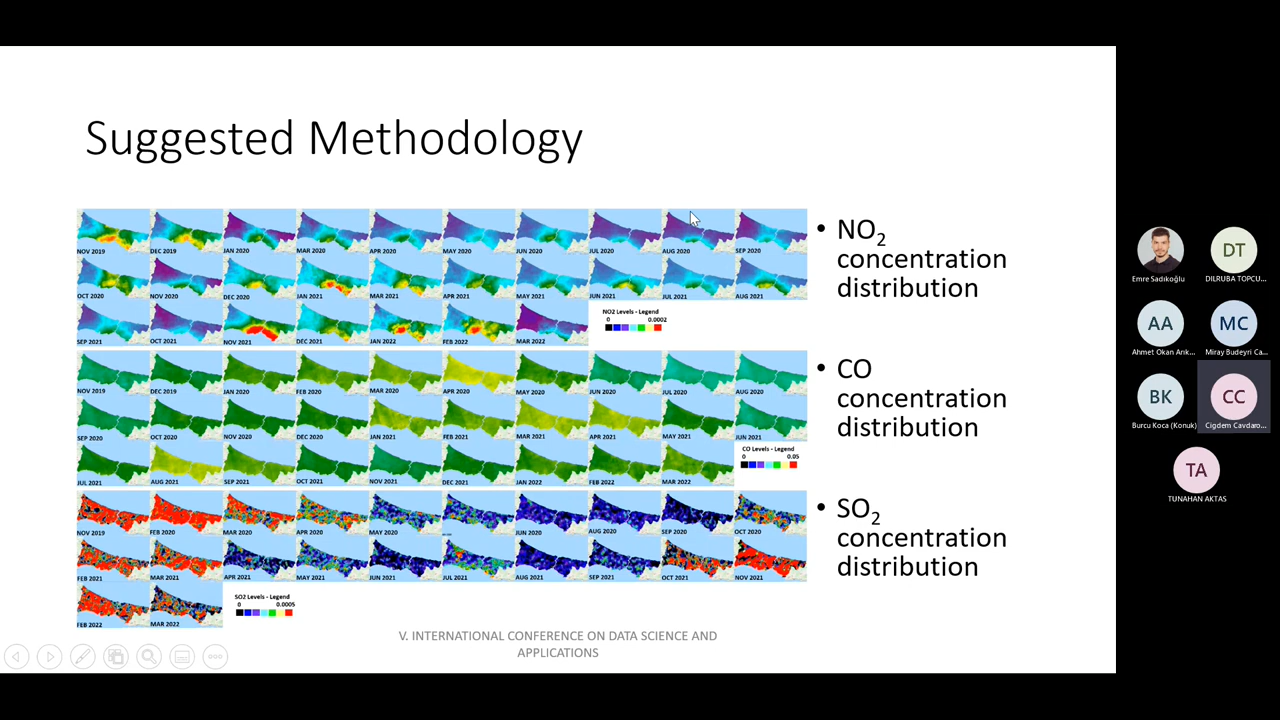 Suggested Methodology
NOV 2019 DEC 2019 JAN 2020 MAR 2020 APR 2020 MAY 2020 JUN 2020 JUL 2020 AUG 2020 SEP 2020
OCT 2020 NOV 2020 DEC 2020 JAN 2021 MAR 2021 APR 2021 MAY 2021 JUN 2021 JUL 2021 AUG 2021
SEP 2021 OCT 2021 NOV 2021 DEC 2021 JAN 2022 FEB 2022 MAR 2022
NO2 Levels - Legend
0 0.0002
• NO₂
concentration
distribution
NOV 2019 DEC 2019 JAN 2020 FEB 2020 MAR 2020 APR 2020 MAY 2020 JUN 2020 JUL 2020 AUG 2020
SEP 2020 OCT 2020 NOV 2020 DEC 2020 JAN 2021 FEB 2021 MAR 2021 APR 2021 MAY 2021 JUN 2021
JUL 2021 AUG 2021 SEP 2021 OCT 2021 NOV 2021 DEC 2021 JAN 2022 FEB 2022 MAR 2022
CO Levels - Legend
0 0.05
• CO
concentration
distribution
NOV 2019 FEB 2020 MAR 2020 APR 2020 MAY 2020 JUN 2020 AUG 2020 SEP 2020 OCT 2020
FEB 2021 MAR 2021 APR 2021 MAY 2021 JUN 2021 JUL 2021 AUG 2021 SEP 2021 OCT 2021 NOV 2021
FEB 2022 MAR 2022
SO2 Levels - Legend
0 0.0005
• SO₂
concentration
distribution
V. INTERNATIONAL CONFERENCE ON DATA SCIENCE AND
APPLICATIONS
DT
Emre Sadıkoğlu DILRUBA TOPCU...
AA MC
Ahmet Okan Arık... Miray Budeyri Ca...
BK CC
Burcu Koca (Konuk) Cigdem Cavdaro...
TA
TUNAHAN AKTAS